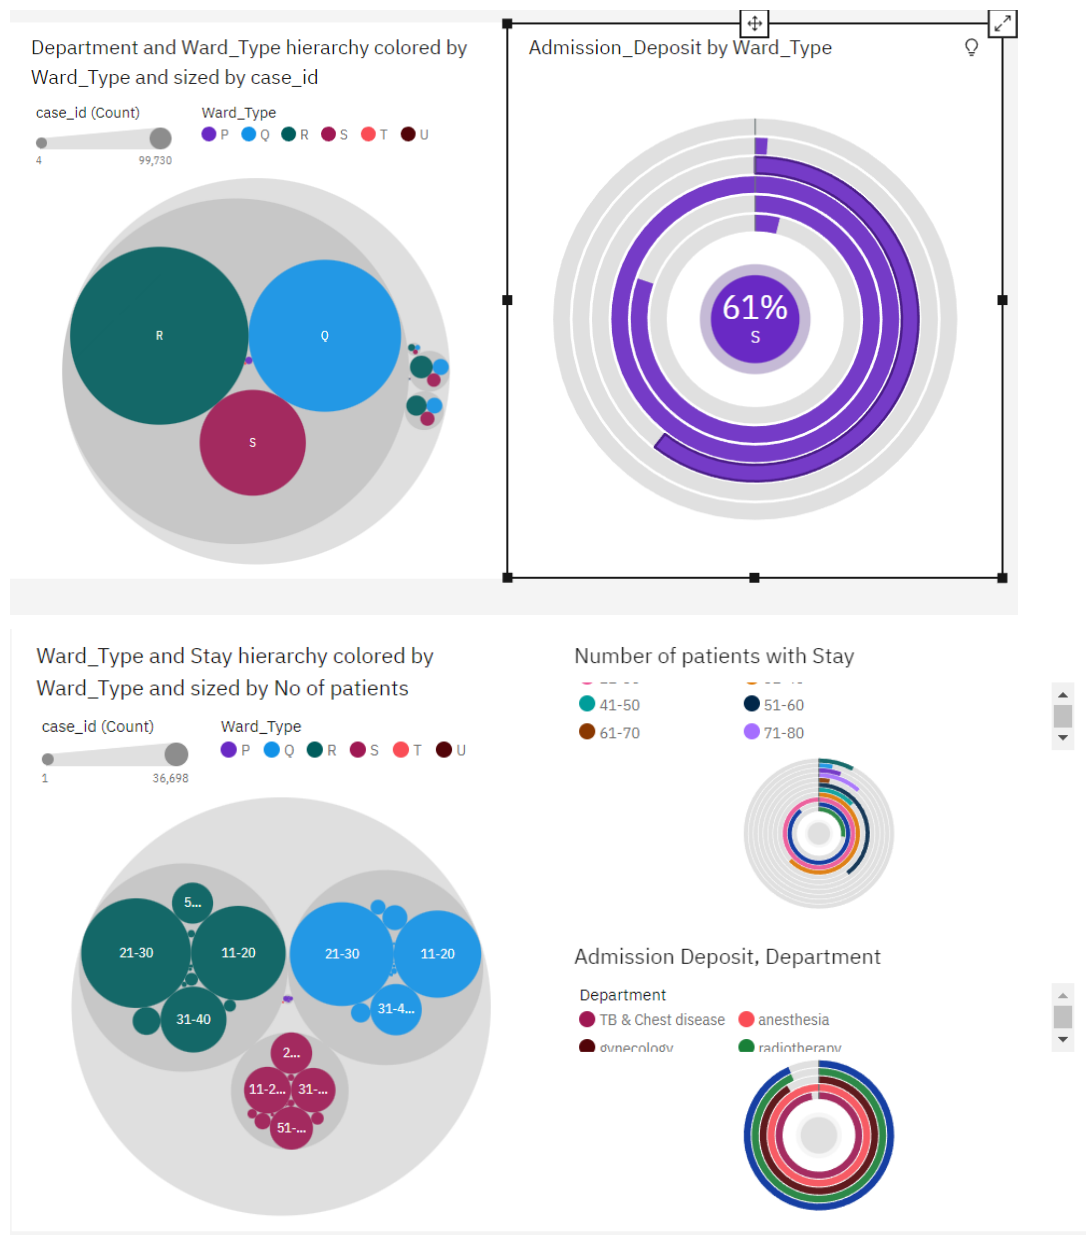 Department and Ward_Type hierarchy colored by
Ward_Type and sized by case_id
case_id (Count)
4
99,730
Ward_Type
P Q R S T U
R
Q
S
Admission_Deposit by Ward_Type
61%
S
Ward_Type and Stay hierarchy colored by
Ward_Type and sized by No of patients
case_id (Count)
1
36,698
Ward_Type
P Q R S T U
5...
21-30
11-20
31-40
21-30
11-20
31-4...
2...
11-2...
31-...
51-...
Number of patients with Stay
41-50
51-60
61-70
71-80
Admission Deposit, Department
Department
TB & Chest disease
anesthesia
gynecology
radiotherapy